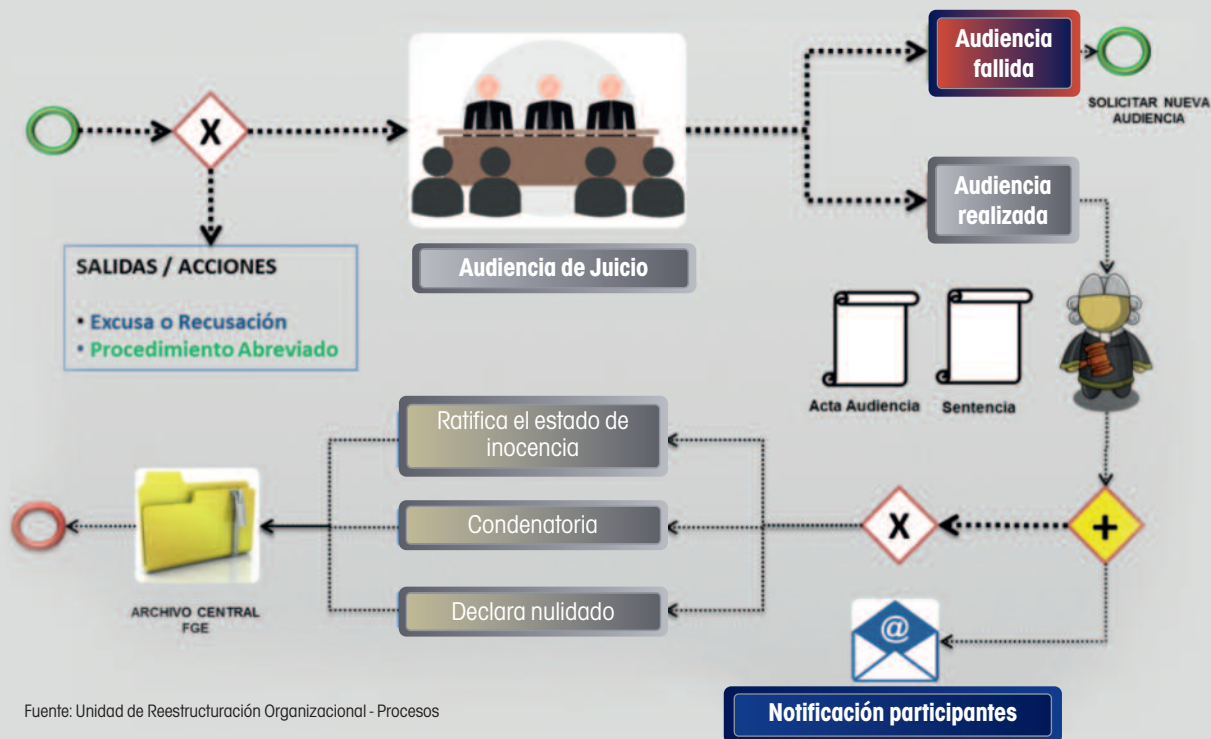 Audiencia
fallida
SOLICITAR NUEVA
AUDIENCIA
X
Audiencia
realizada
Audiencia de Juicio
SALIDAS / ACCIONES
• Excusa o Recusación
• Procedimiento Abreviado
Acta Audiencia
Sentencia
Ratifica el estado de
inocencia
Condenatoria
X
+
Declara nulidado
ARCHIVO CENTRAL
FGE
@
Notificación participantes
Fuente: Unidad de Reestructuración Organizacional - Procesos